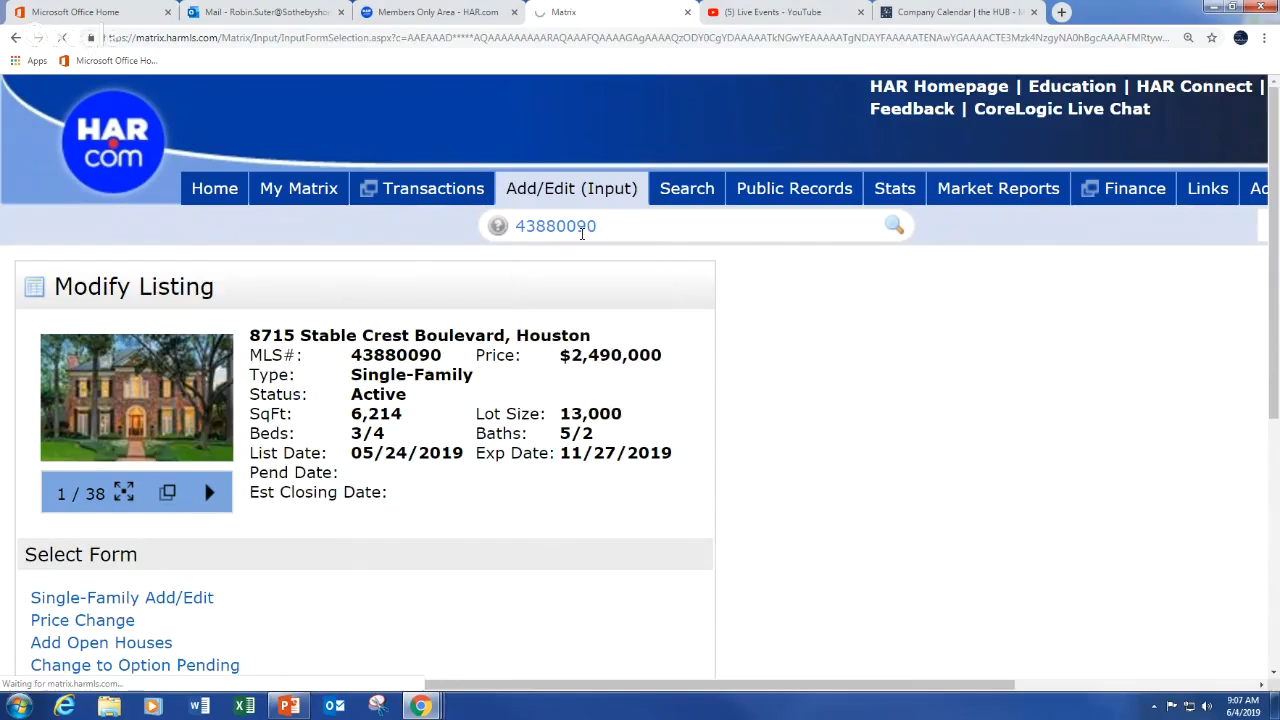 Microsoft Office Home × Mail - Robin.Suter@Sothebyshor × Members Only Area - HAR.com × Matrix × (5) Live Events - YouTube × Company Calendar | the HUB - M ×
Apps Microsoft Office Ho...
HAR Homepage | Education | HAR Connect |
Feedback | CoreLogic Live Chat
HAR
com
Home My Matrix Transactions Add/Edit (Input) Search Public Records Stats Market Reports Finance Links Ad
43880090
Modify Listing
8715 Stable Crest Boulevard, Houston
MLS#: 43880090 Price: $2,490,000
Type: Single-Family
Status: Active
SqFt: 6,214 Lot Size: 13,000
Beds: 3/4 Baths: 5/2
List Date: 05/24/2019 Exp Date: 11/27/2019
Pend Date:
Est Closing Date:
1 / 38
Select Form
Single-Family Add/Edit
Price Change
Add Open Houses
Change to Option Pending
Waiting for matrix.harmls.com...
9:07 AM
6/4/2019